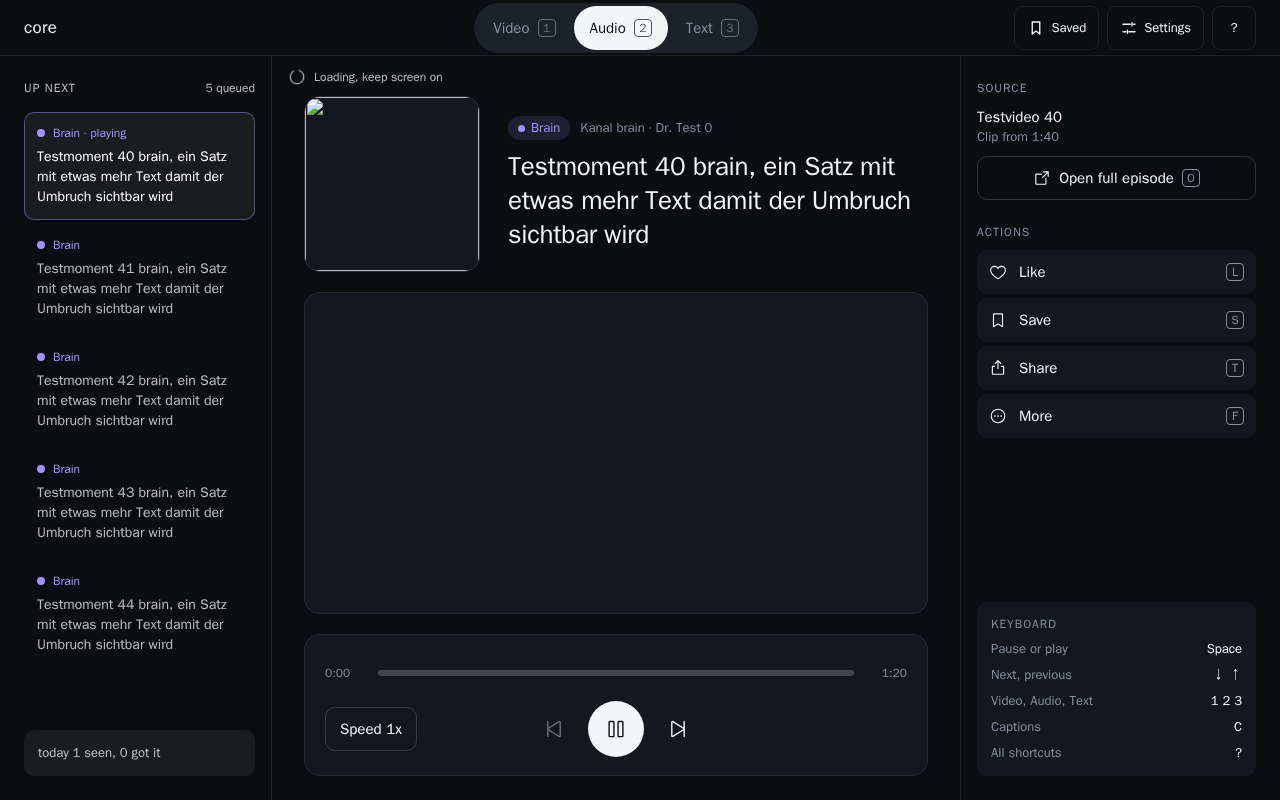 core
Video 1
Audio 2
Text 3
Saved
Settings
?
UP NEXT
5 queued
Brain · playing
Testmoment 40 brain, ein Satz
mit etwas mehr Text damit der
Umbruch sichtbar wird
Brain
Testmoment 41 brain, ein Satz
mit etwas mehr Text damit der
Umbruch sichtbar wird
Brain
Testmoment 42 brain, ein Satz
mit etwas mehr Text damit der
Umbruch sichtbar wird
Brain
Testmoment 43 brain, ein Satz
mit etwas mehr Text damit der
Umbruch sichtbar wird
Brain
Testmoment 44 brain, ein Satz
mit etwas mehr Text damit der
Umbruch sichtbar wird
today 1 seen, 0 got it
Loading, keep screen on
Brain
Kanal brain · Dr. Test 0
Testmoment 40 brain, ein Satz mit
etwas mehr Text damit der Umbruch
sichtbar wird
0:00
1:20
Speed 1x
SOURCE
Testvideo 40
Clip from 1:40
Open full episode O
ACTIONS
Like L
Save S
Share T
More F
KEYBOARD
Pause or play Space
Next, previous ↓ ↑
Video, Audio, Text 1 2 3
Captions C
All shortcuts ?